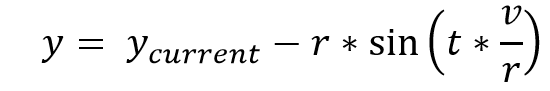 y = y_current − r * sin(t * v/r)